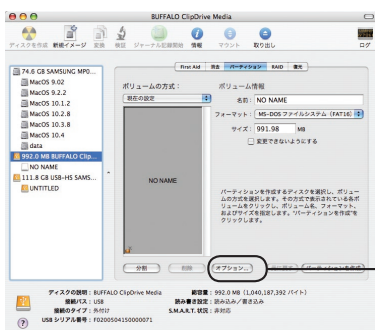 BUFFALO ClipDrive Media
ディスクを作成 新規イメージ 変換 検証 ジャーナル記録開始 情報 マウント 取り出し ログ
First Aid 消去 パーティション RAID 復元
74.6 GB SAMSUNG MP0...
MacOS 9.02
MacOS 9.2.2
MacOS 10.1.2
MacOS 10.2.8
MacOS 10.3.8
MacOS 10.4
data
992.0 MB BUFFALO Clip...
NO NAME
111.8 GB USB-HS SAMS...
UNTITLED
ボリュームの方式：
現在の設定
NO NAME
ボリューム情報
名前： NO NAME
フォーマット： MS-DOS ファイルシステム (FAT16)
サイズ： 991.98 MB
変更できないようにする
パーティションを作成するディスクを選択し、ボリュー
ムの方式を選択します。その方式で表示されている各ボ
リュームをクリックし、ボリューム名、フォーマット、
およびサイズを指定します。"パーティションを作成"を
クリックします。
分割 削除 オプション...
ディスクの説明： BUFFALO ClipDrive Media
接続バス： USB
接続のタイプ： 外付け
USB シリアル番号： F02005041500000​71
総容量： 992.0 MB (1,040,187,392 バイト)
読み書き設定： 読み込み／書き込み
S.M.A.R.T. 状況： 非対応